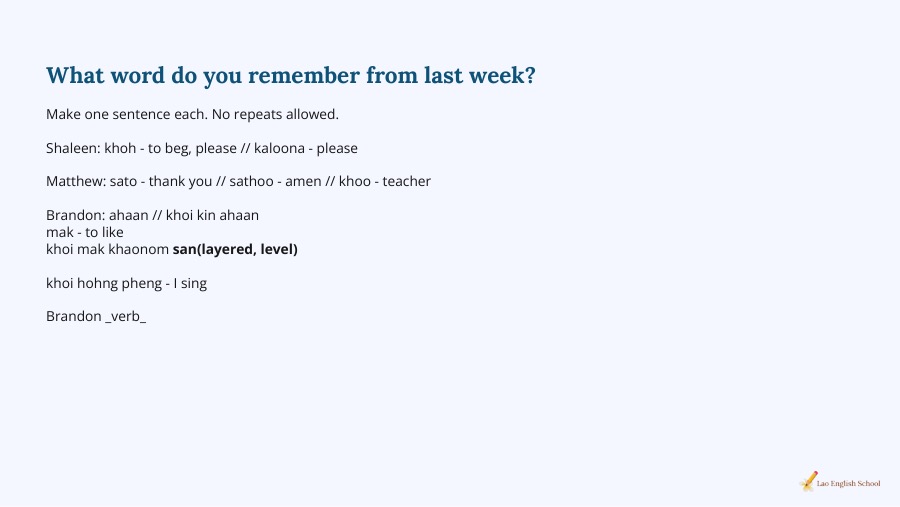 What word do you remember from last week?
Make one sentence each. No repeats allowed.
Shaleen: khoh - to beg, please // kaloona - please
Matthew: sato - thank you // sathoo - amen // khoo - teacher
Brandon: ahaan // khoi kin ahaan
mak - to like
khoi mak khaonom san(layered, level)
khoi hohng pheng - I sing
Brandon _verb_
Lao English School